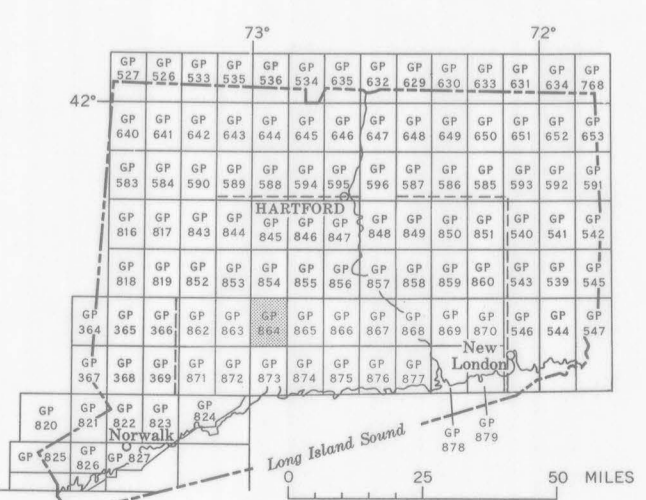 73° 72°
GP 527 GP 526 GP 533 GP 535 GP 536 GP 534 GP 635 GP 632 GP 629 GP 630 GP 633 GP 631 GP 634 GP 768
42°
GP 640 GP 641 GP 642 GP 643 GP 644 GP 645 GP 646 GP 647 GP 648 GP 649 GP 650 GP 651 GP 652 GP 653
GP 583 GP 584 GP 590 GP 589 GP 588 GP 594 GP 595 GP 596 GP 587 GP 586 GP 585 GP 593 GP 592 GP 591
HARTFORD
GP 816 GP 817 GP 843 GP 844 GP 845 GP 846 GP 847 GP 848 GP 849 GP 850 GP 851 GP 540 GP 541 GP 542
GP 818 GP 819 GP 852 GP 853 GP 854 GP 855 GP 856 GP 857 GP 858 GP 859 GP 860 GP 543 GP 539 GP 545
GP 364 GP 365 GP 366 GP 862 GP 863 GP 864 GP 865 GP 866 GP 867 GP 868 GP 869 GP 870 GP 546 GP 544 GP 547
New London
GP 367 GP 368 GP 369 GP 871 GP 872 GP 873 GP 874 GP 875 GP 876 GP 877
GP 820 GP 821 GP 822 GP 823 GP 824
Norwalk
GP 825 GP 826 GP 827
Long Island Sound
GP 878 GP 879
0 25 50 MILES